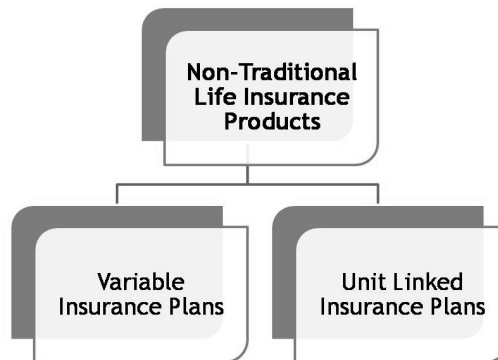 Non-Traditional
Life Insurance
Products
Variable
Insurance Plans
Unit Linked
Insurance Plans